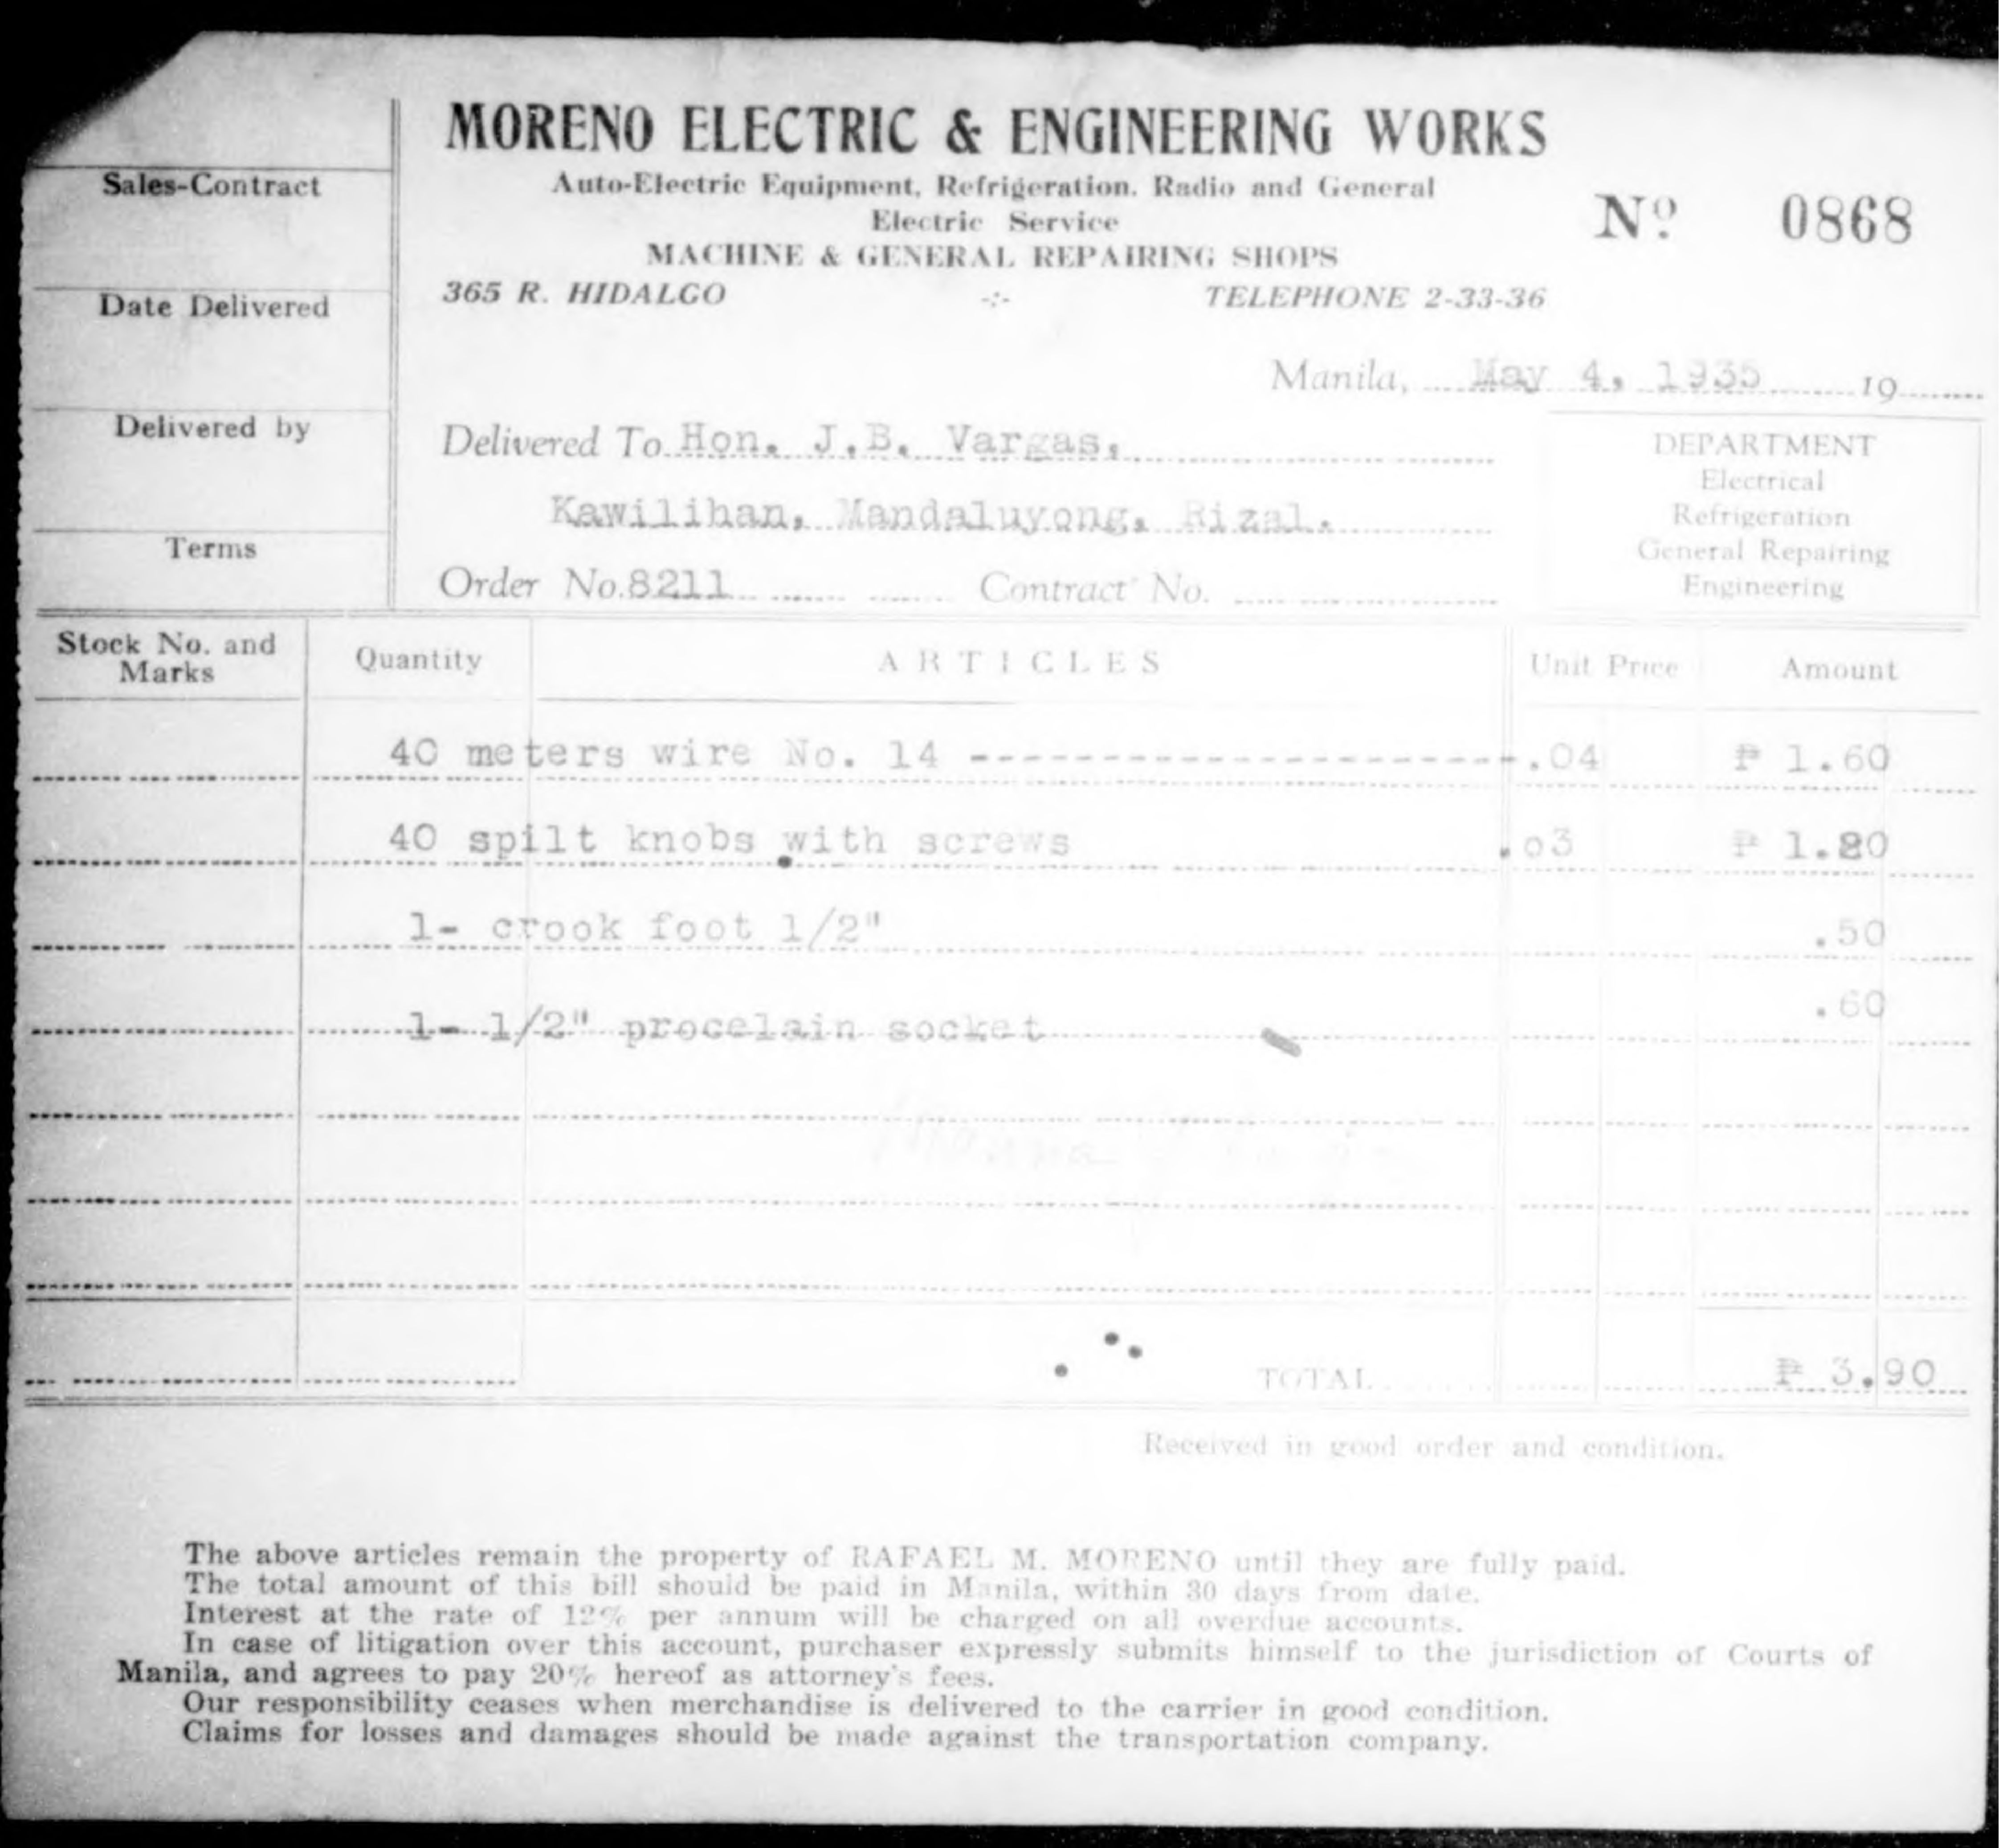 MORENO ELECTRIC & ENGINEERING WORKS
Auto-Electric Equipment, Refrigeration, Radio and General
Electric Service
MACHINE & GENERAL REPAIRING SHOPS
365 R. HIDALGO -:- TELEPHONE 2-33-36
Nº 0868
Sales-Contract
Date Delivered
Delivered by
Terms
Manila, May 4, 1935 19
Delivered To Hon. J.B. Vargas,
Kawilihan, Mandaluyong, Rizal.
Order No. 8211 Contract No.
DEPARTMENT
Electrical
Refrigeration
General Repairing
Engineering
Stock No. and Marks Quantity ARTICLES Unit Price Amount
40 meters wire No. 14 --------------------- .04 ₱ 1.60
40 spilt knobs with screws .o3 ₱ 1.20
1- crook foot 1/2" .50
1- 1/2" procelain socket .60
TOTAL ₱ 3.90
Received in good order and condition.
The above articles remain the property of RAFAEL M. MORENO until they are fully paid.
The total amount of this bill should be paid in Manila, within 30 days from date.
Interest at the rate of 12% per annum will be charged on all overdue accounts.
In case of litigation over this account, purchaser expressly submits himself to the jurisdiction of Courts of
Manila, and agrees to pay 20% hereof as attorney's fees.
Our responsibility ceases when merchandise is delivered to the carrier in good condition.
Claims for losses and damages should be made against the transportation company.